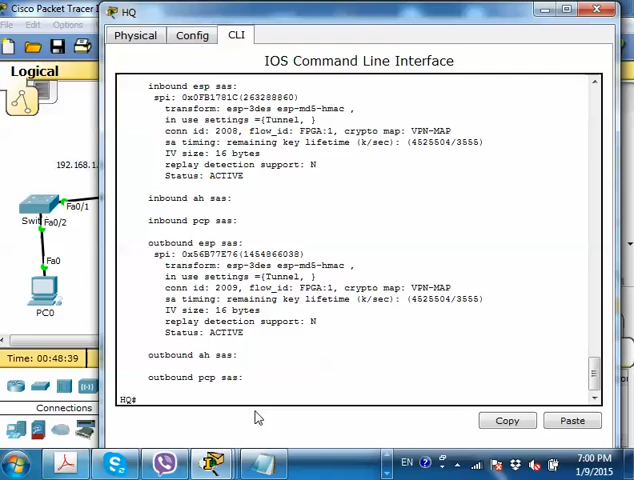 Cisco Packet Tracer
HQ
File Edit Options
Physical
Config
CLI
Logical
IOS Command Line Interface
inbound esp sas:
spi: 0x0FB1781C(263288860)
transform: esp-3des esp-md5-hmac ,
in use settings ={Tunnel, }
conn id: 2008, flow_id: FPGA:1, crypto map: VPN-MAP
sa timing: remaining key lifetime (k/sec): (4525504/3555)
IV size: 16 bytes
replay detection support: N
Status: ACTIVE
inbound ah sas:
inbound pcp sas:
outbound esp sas:
spi: 0x56B77E76(1454866038)
transform: esp-3des esp-md5-hmac ,
in use settings ={Tunnel, }
conn id: 2009, flow_id: FPGA:1, crypto map: VPN-MAP
sa timing: remaining key lifetime (k/sec): (4525504/3555)
IV size: 16 bytes
replay detection support: N
Status: ACTIVE
outbound ah sas:
outbound pcp sas:
HQ#
192.168.1
Fa0/1
Swit
Fa0/2
Fa0
PC0
Time: 00:48:39
Copy
Paste
Connections
EN
7:00 PM
1/9/2015